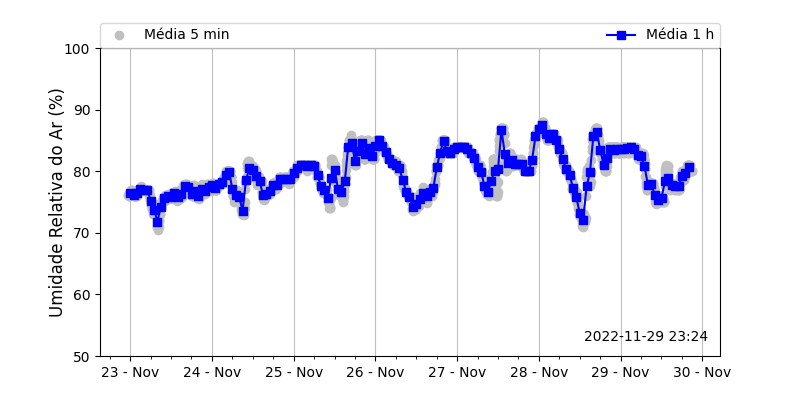 Média 5 min
Média 1 h
Umidade Relativa do Ar (%)
100
90
80
70
60
50
2022-11-29 23:24
23 - Nov
24 - Nov
25 - Nov
26 - Nov
27 - Nov
28 - Nov
29 - Nov
30 - Nov